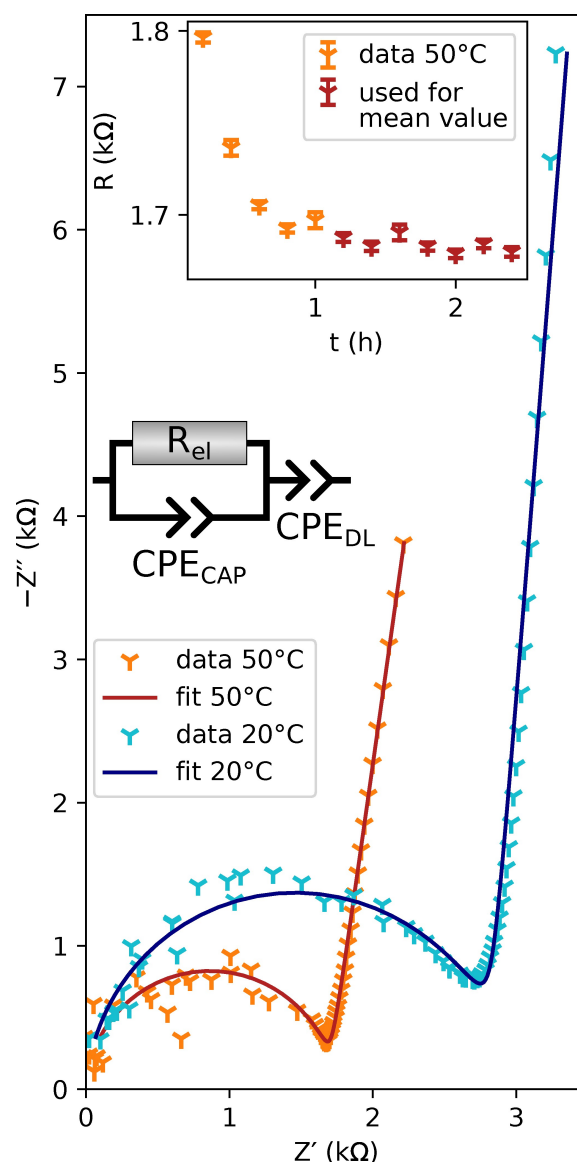 1.8
1.7
R (kΩ)
data 50°C
used for
mean value
1
2
t (h)
7
6
5
4
3
2
1
0
−Z″ (kΩ)
R_el
CPE_CAP
CPE_DL
data 50°C
fit 50°C
data 20°C
fit 20°C
0
1
2
3
Z′ (kΩ)